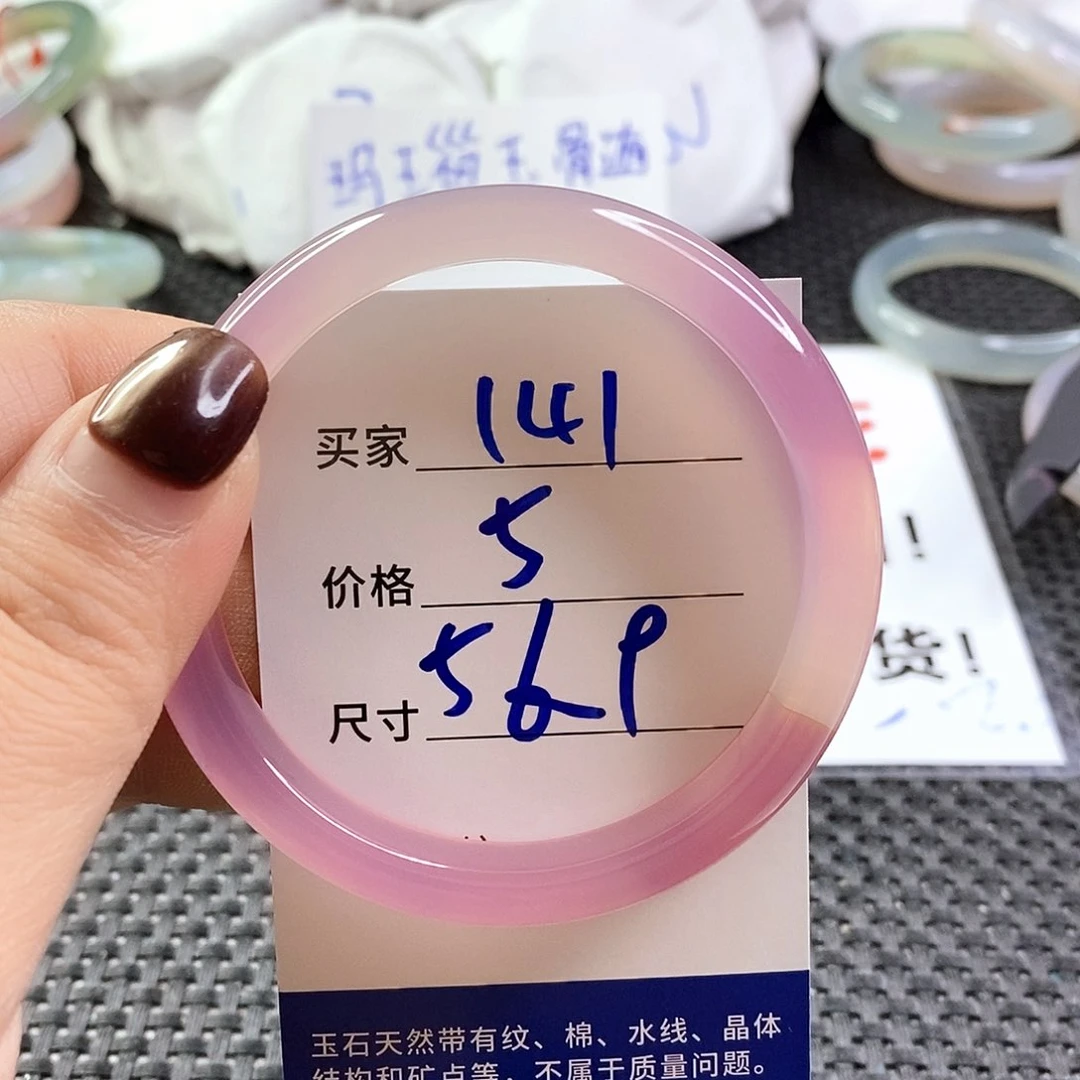 玛瑙玉骨髓
买家 141
价格 5
尺寸 569
!
货!
玉石天然带有纹、棉、水线、晶体
结构和矿点等，不属于质量问题。